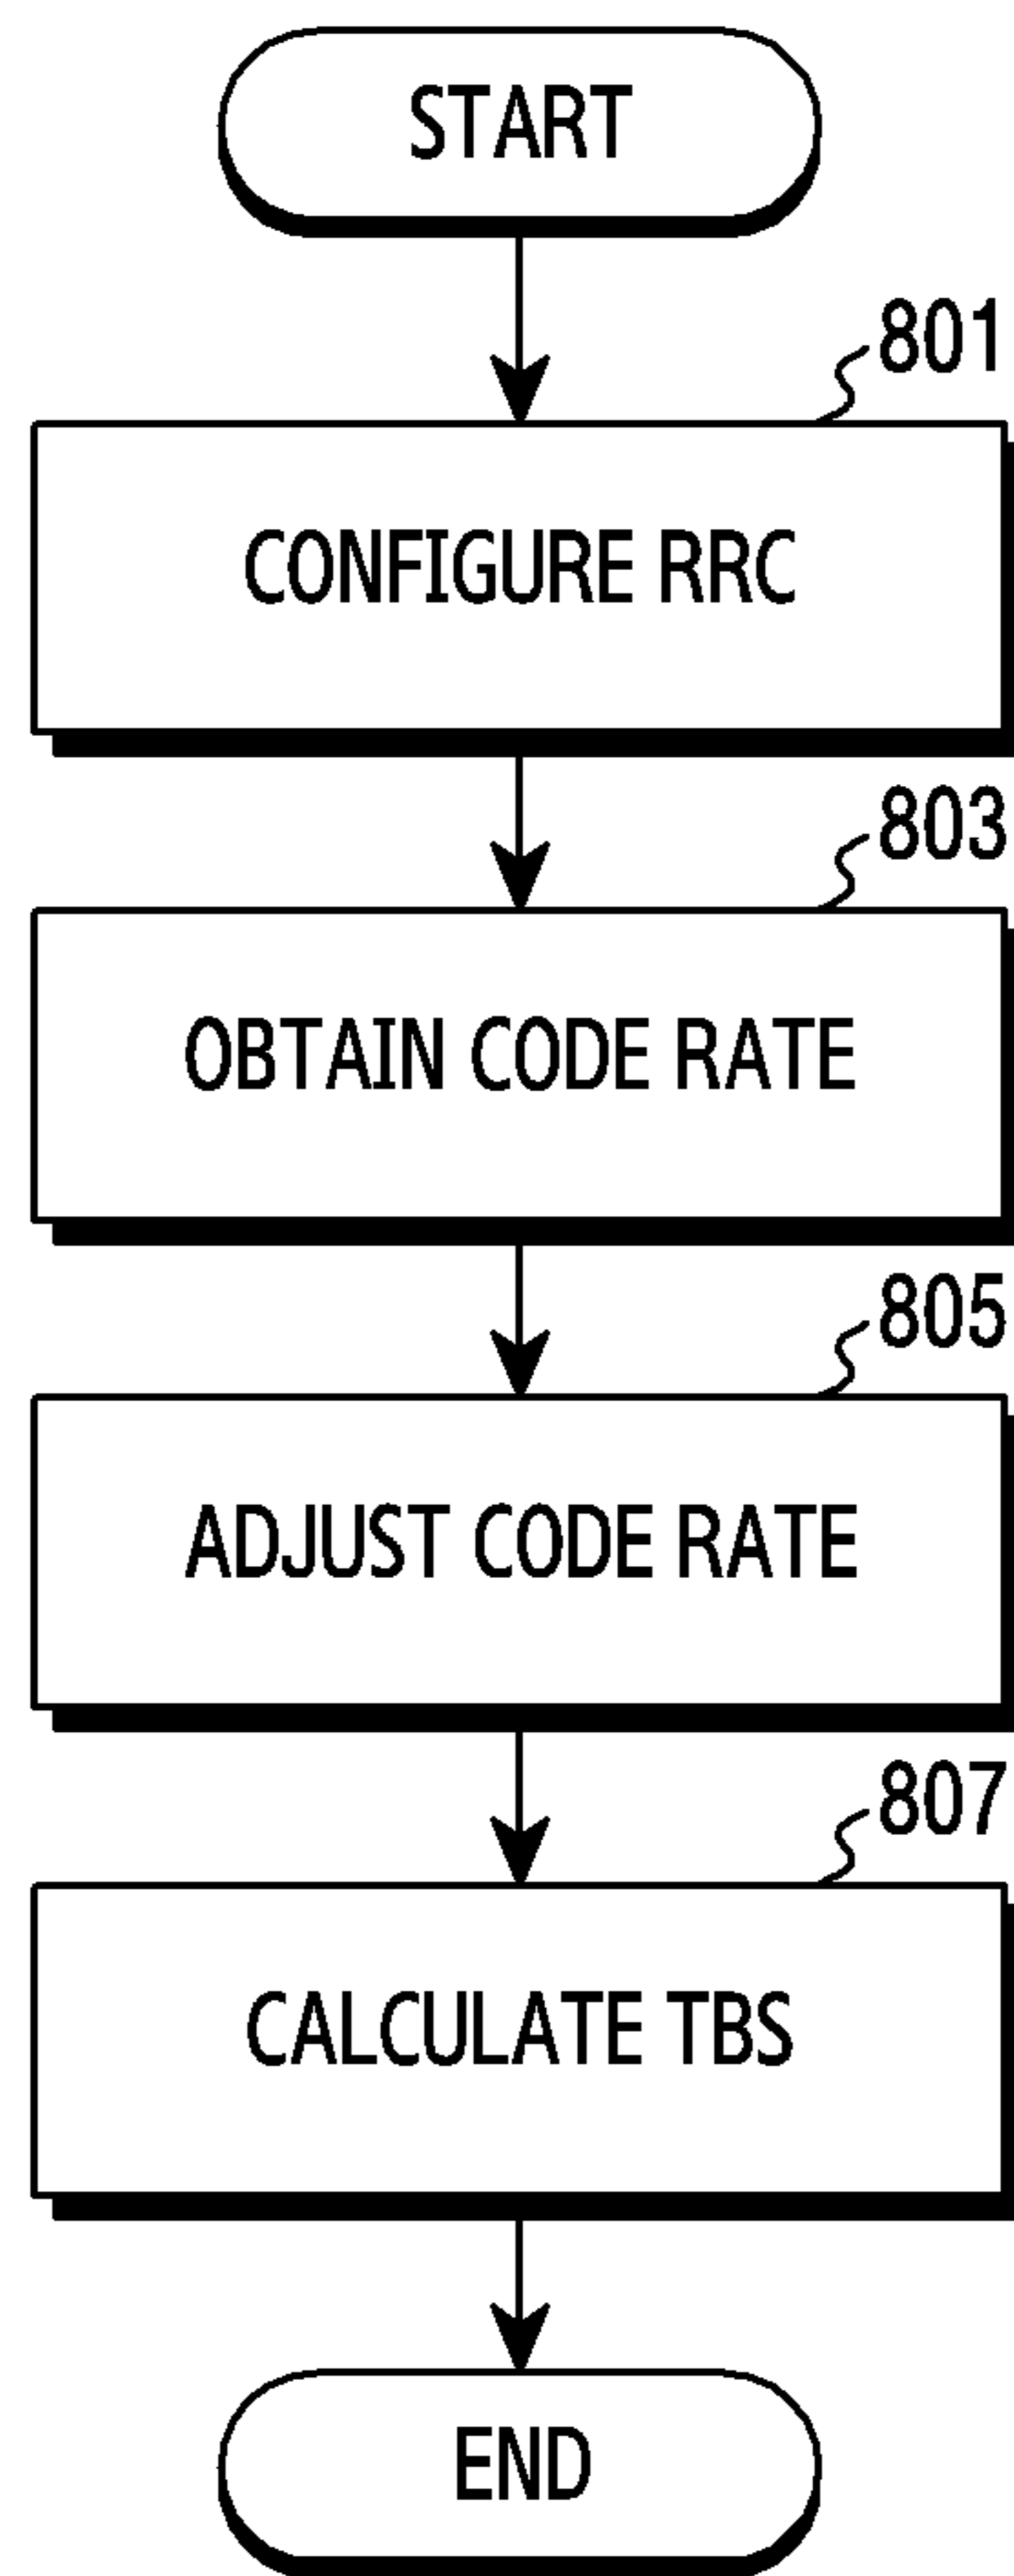 START
801
CONFIGURE RRC
803
OBTAIN CODE RATE
805
ADJUST CODE RATE
807
CALCULATE TBS
END